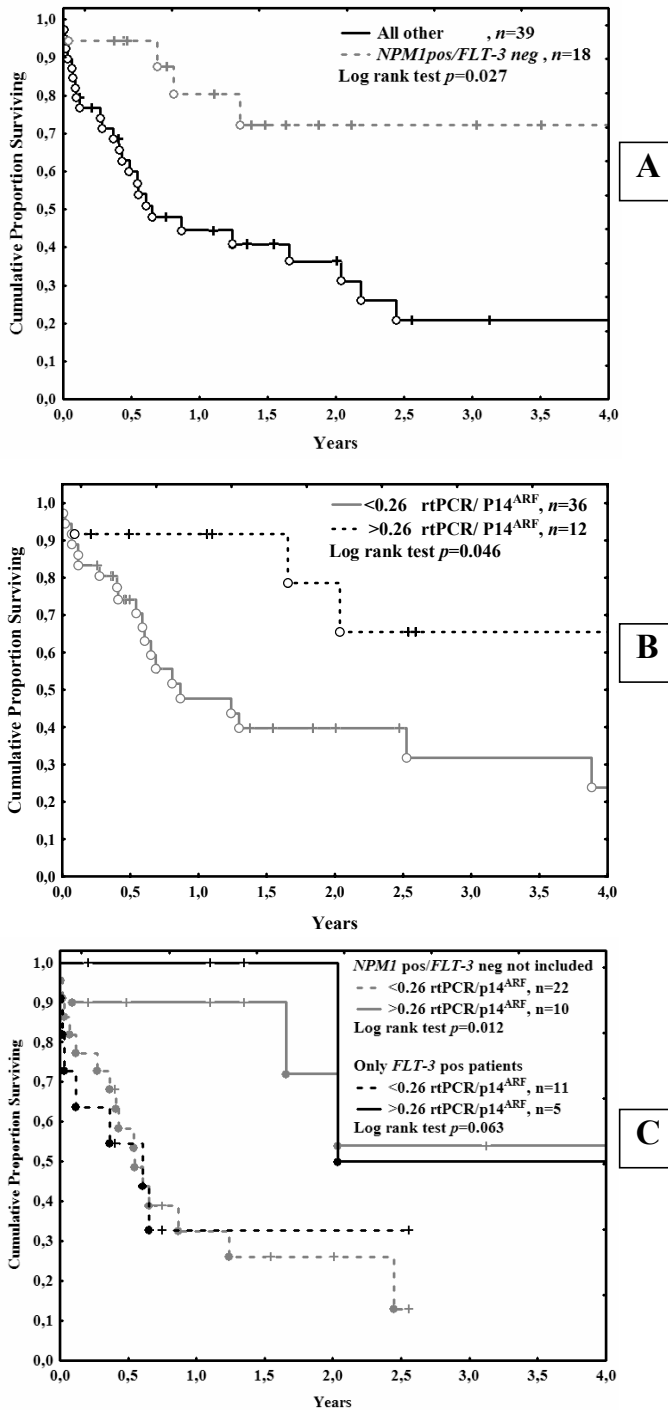 All other , n=39
NPM1pos/FLT-3 neg , n=18
Log rank test p=0.027
1,0
0,9
0,8
0,7
0,6
0,5
0,4
0,3
0,2
0,1
0,0
Cumulative Proportion Surviving
0,0 0,5 1,0 1,5 2,0 2,5 3,0 3,5 4,0
Years
A
<0.26 rtPCR/ P14ARF, n=36
>0.26 rtPCR/ P14ARF, n=12
Log rank test p=0.046
1,0
0,9
0,8
0,7
0,6
0,5
0,4
0,3
0,2
0,1
0,0
Cumulative Proportion Surviving
0,0 0,5 1,0 1,5 2,0 2,5 3,0 3,5 4,0
Years
B
NPM1 pos/FLT-3 neg not included
<0.26 rtPCR/p14ARF, n=22
>0.26 rtPCR/p14ARF, n=10
Log rank test p=0.012
Only FLT-3 pos patients
<0.26 rtPCR/p14ARF, n=11
>0.26 rtPCR/p14ARF, n=5
Log rank test p=0.063
1,0
0,9
0,8
0,7
0,6
0,5
0,4
0,3
0,2
0,1
0,0
Cumulative Proportion Surviving
0,0 0,5 1,0 1,5 2,0 2,5 3,0 3,5 4,0
Years
C